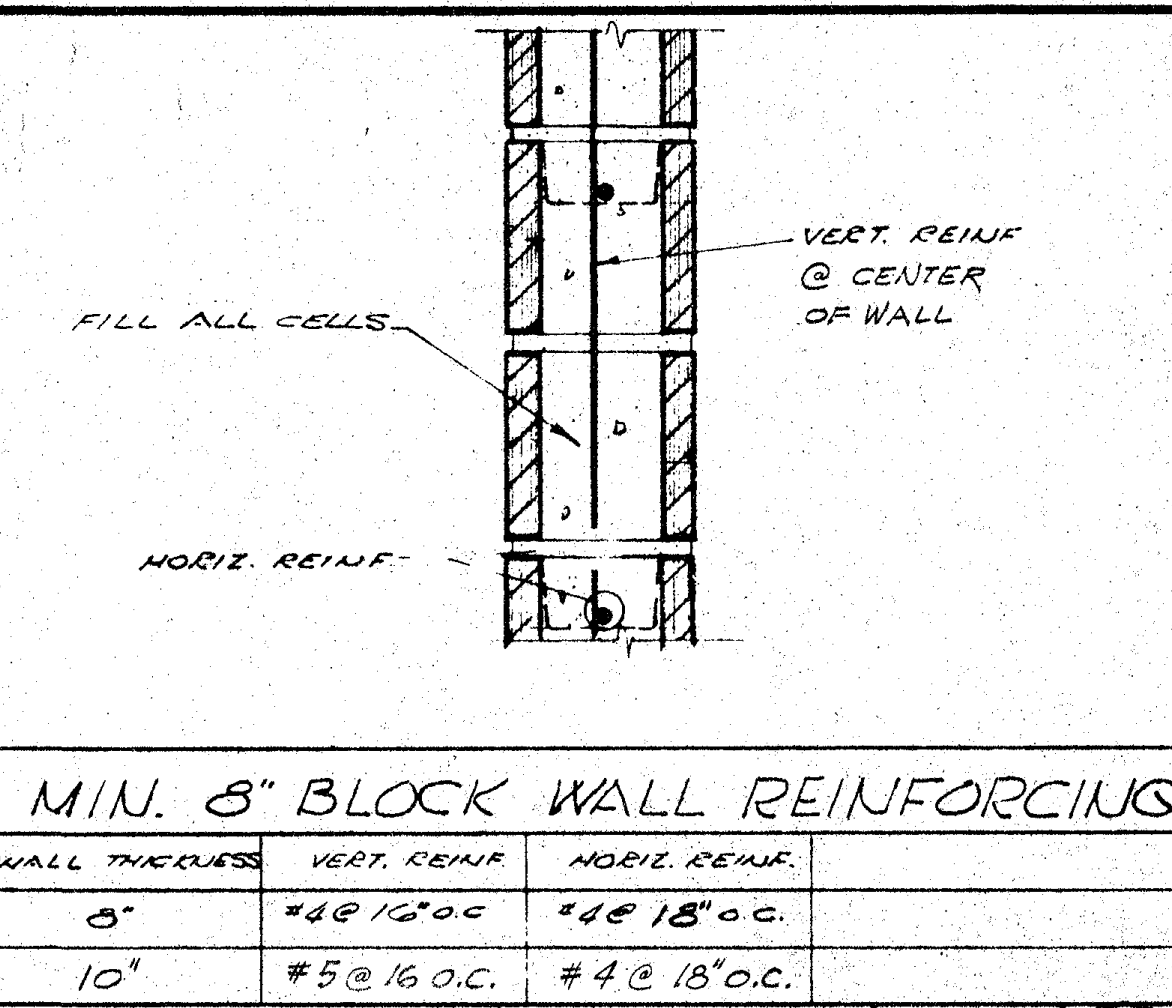 VERT. REINF
@ CENTER
OF WALL
FILL ALL CELLS
HORIZ. REINF
MIN. 8" BLOCK WALL REINFORCING
WALL THICKNESS VERT. REINF HORIZ. REINF.
8" #4@ 16" O.C #4@ 18" O.C.
10" #5 @ 16 O.C. #4 @ 18" O.C.